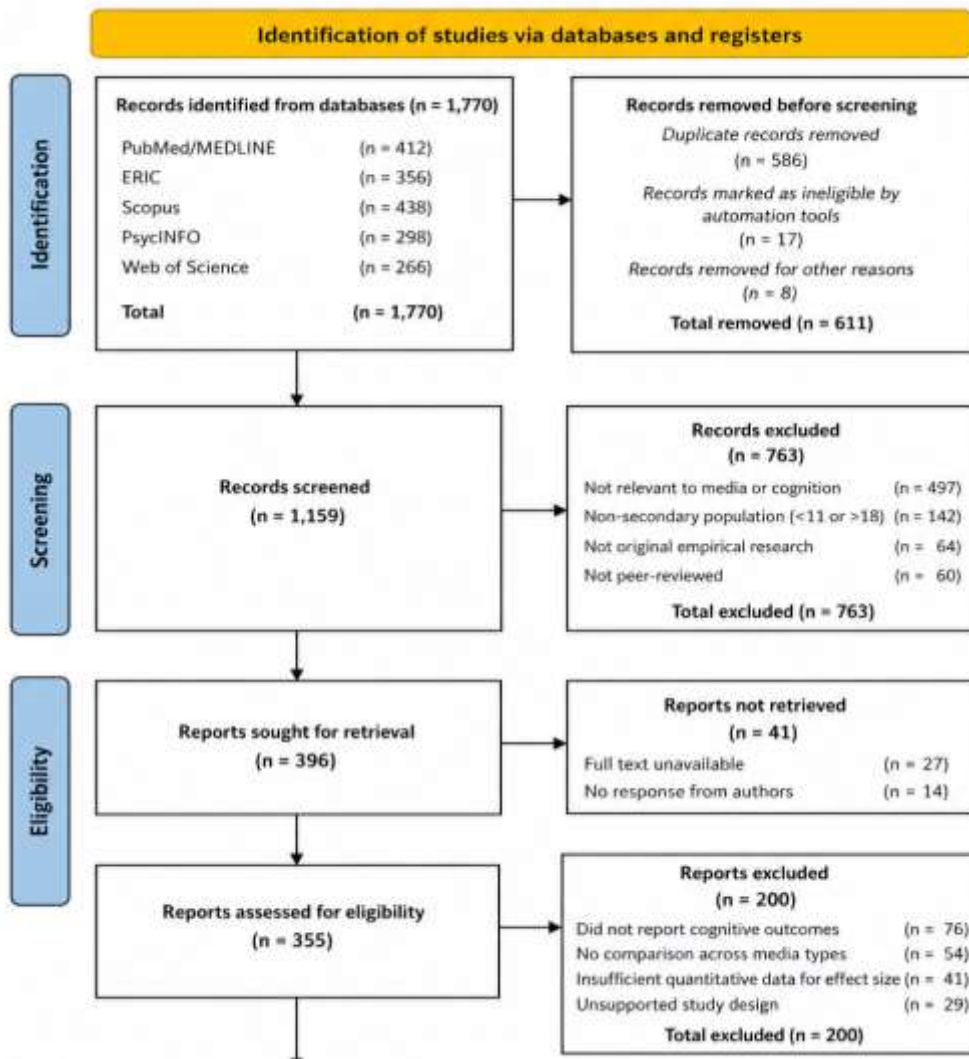 Identification of studies via databases and registers
Identification
Records identified from databases (n = 1,770)
PubMed/MEDLINE (n = 412)
ERIC (n = 356)
Scopus (n = 438)
PsycINFO (n = 298)
Web of Science (n = 266)
Total (n = 1,770)
Records removed before screening
Duplicate records removed
(n = 586)
Records marked as ineligible by
automation tools
(n = 17)
Records removed for other reasons
(n = 8)
Total removed (n = 611)
Screening
Records screened
(n = 1,159)
Records excluded
(n = 763)
Not relevant to media or cognition (n = 497)
Non-secondary population (<11 or >18) (n = 142)
Not original empirical research (n = 64)
Not peer-reviewed (n = 60)
Total excluded (n = 763)
Eligibility
Reports sought for retrieval
(n = 396)
Reports not retrieved
(n = 41)
Full text unavailable (n = 27)
No response from authors (n = 14)
Reports assessed for eligibility
(n = 355)
Reports excluded
(n = 200)
Did not report cognitive outcomes (n = 76)
No comparison across media types (n = 54)
Insufficient quantitative data for effect size (n = 41)
Unsupported study design (n = 29)
Total excluded (n = 200)